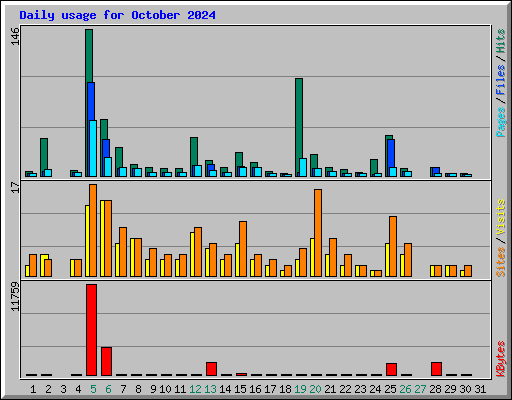 Daily usage for October 2024
146
17
11759
Pages / Files / Hits
Sites / Visits
KBytes
1 2 3 4 5 6 7 8 9 10 11 12 13 14 15 16 17 18 19 20 21 22 23 24 25 26 27 28 29 30 31